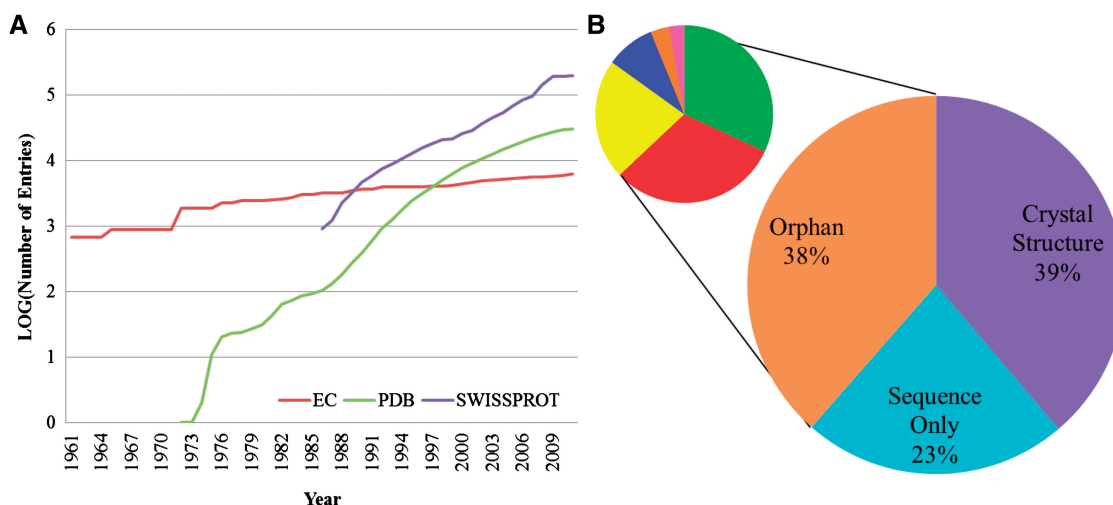 A
LOG(Number of Entries)
6
5
4
3
2
1
0
EC
PDB
SWISSPROT
1961
1964
1967
1970
1973
1976
1979
1982
1985
1988
1991
1994
1997
2000
2003
2006
2009
Year
B
Orphan
38%
Crystal
Structure
39%
Sequence
Only
23%